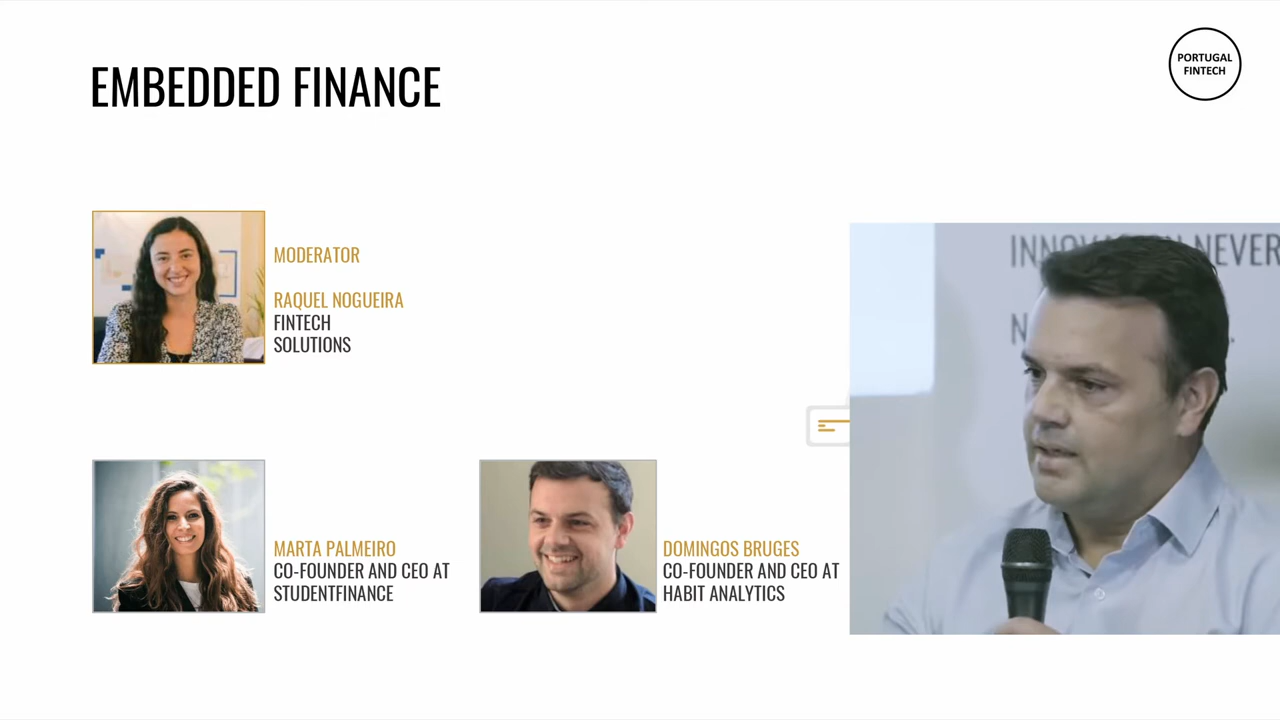 EMBEDDED FINANCE
PORTUGAL
FINTECH
MODERATOR
RAQUEL NOGUEIRA
FINTECH
SOLUTIONS
MARTA PALMEIRO
CO-FOUNDER AND CEO AT
STUDENTFINANCE
DOMINGOS BRUGES
CO-FOUNDER AND CEO AT
HABIT ANALYTICS
NEVER